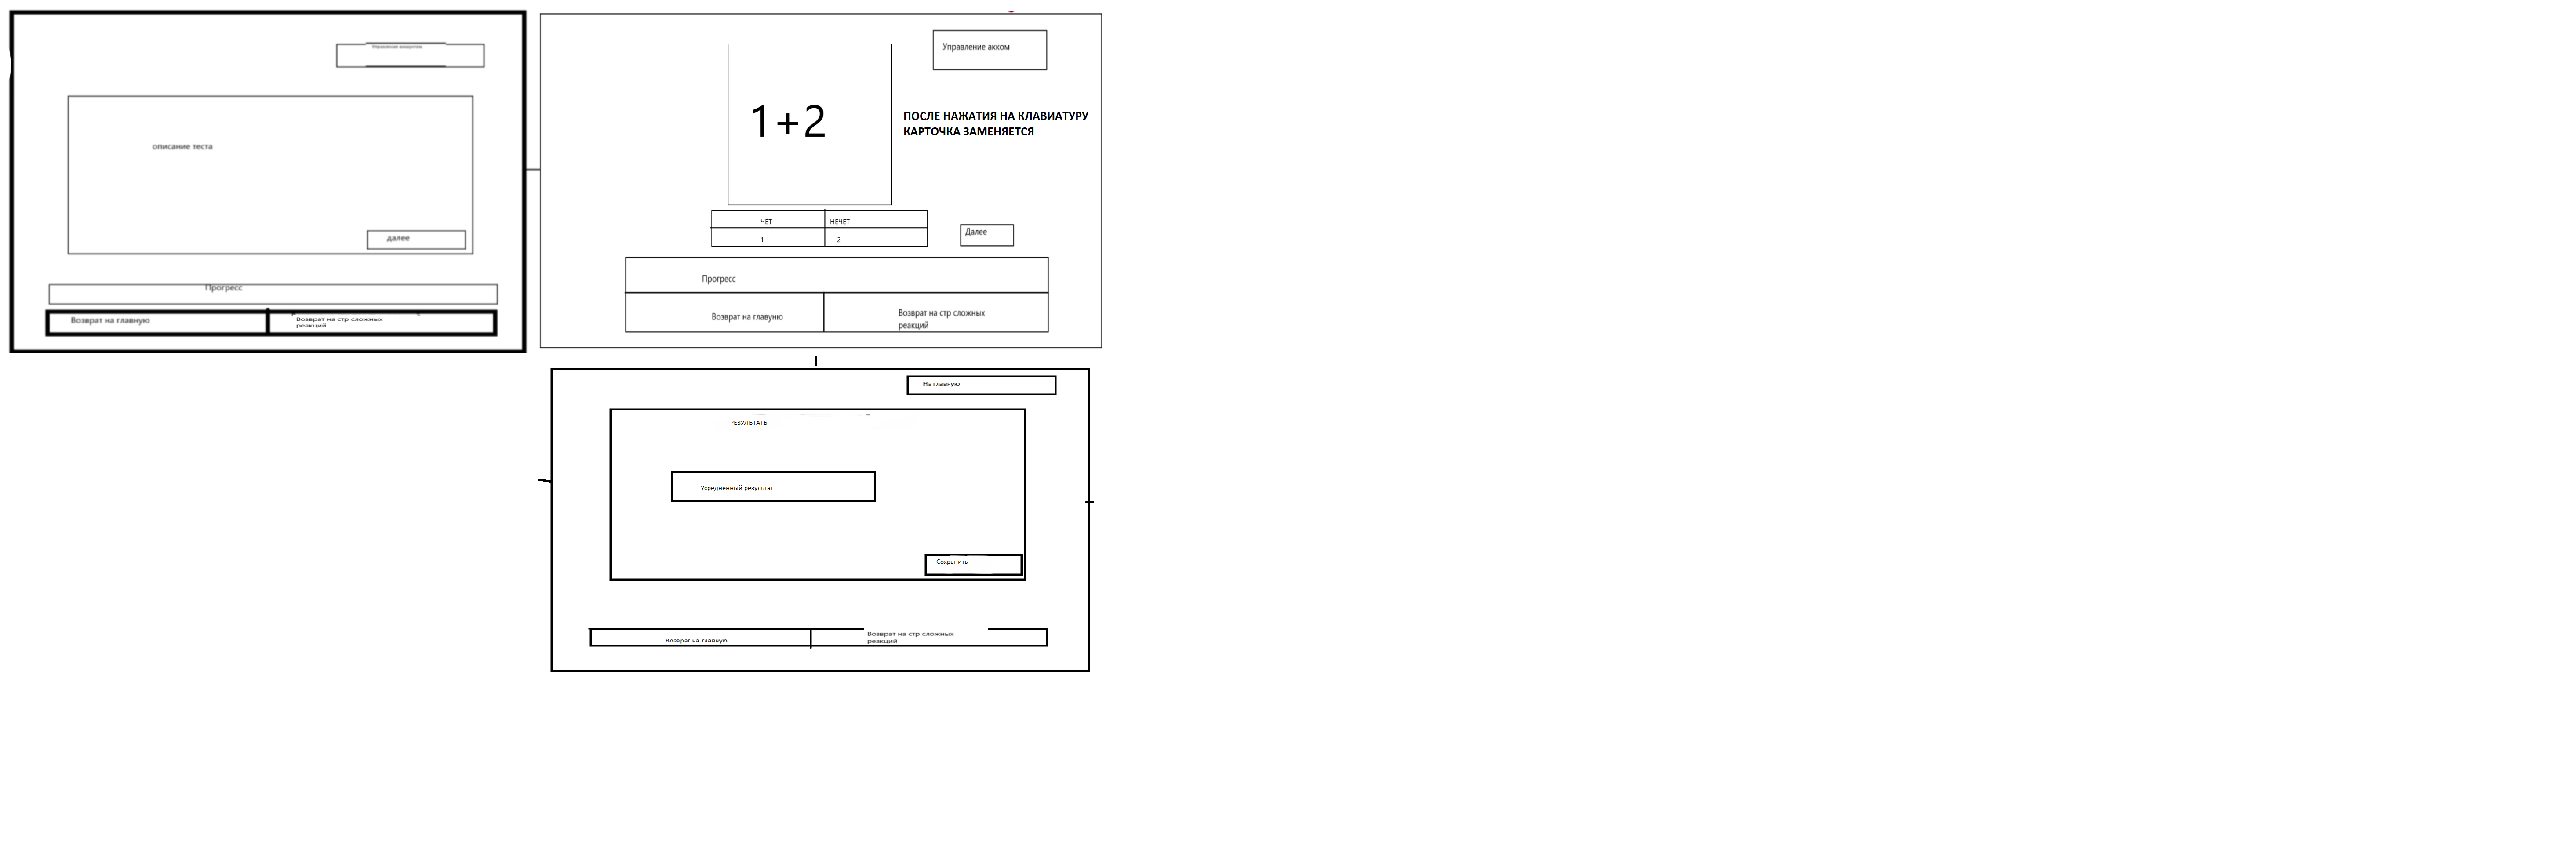 Управление аккаунтом
описание теста
далее
Прогресс
Возврат на главную
Возврат на стр сложных
реакций
Управление акком
1+2
ПОСЛЕ НАЖАТИЯ НА КЛАВИАТУРУ
КАРТОЧКА ЗАМЕНЯЕТСЯ
ЧЕТ
НЕЧЕТ
1
2
Далее
Прогресс
Возврат на главуню
Возврат на стр сложных
реакций
На главную
РЕЗУЛЬТАТЫ
Усредненный результат
Сохранить
Возврат на главную
Возврат на стр сложных
реакций